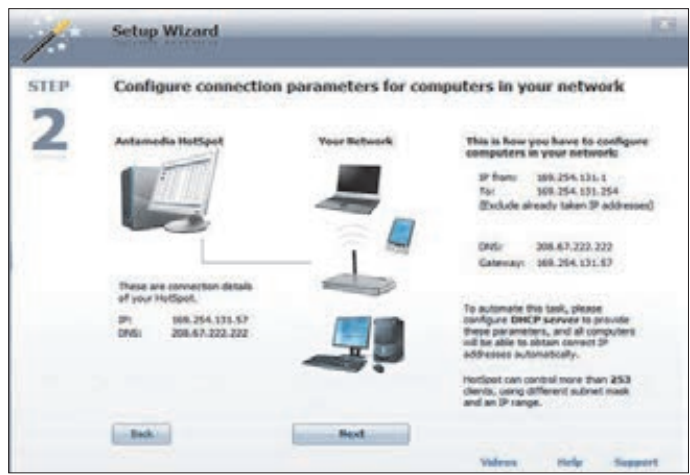 Setup Wizard
STEP
2
Configure connection parameters for computers in your network
Antamedia HotSpot
Your Network
This is how you have to configure
computers in your network:
IP from: 169.254.131.1
To: 169.254.131.254
(Exclude already taken IP addresses)
DNS: 208.67.222.222
Gateway: 169.254.131.57
These are connection details
of your HotSpot.
IP: 169.254.131.57
DNS: 208.67.222.222
To automate this task, please
configure DHCP server to provide
these parameters, and all computers
will be able to obtain correct IP
addresses automatically.
HotSpot can control more than 253
clients, using different subnet mask
and an IP range.
Back
Next
Videos
Help
Support